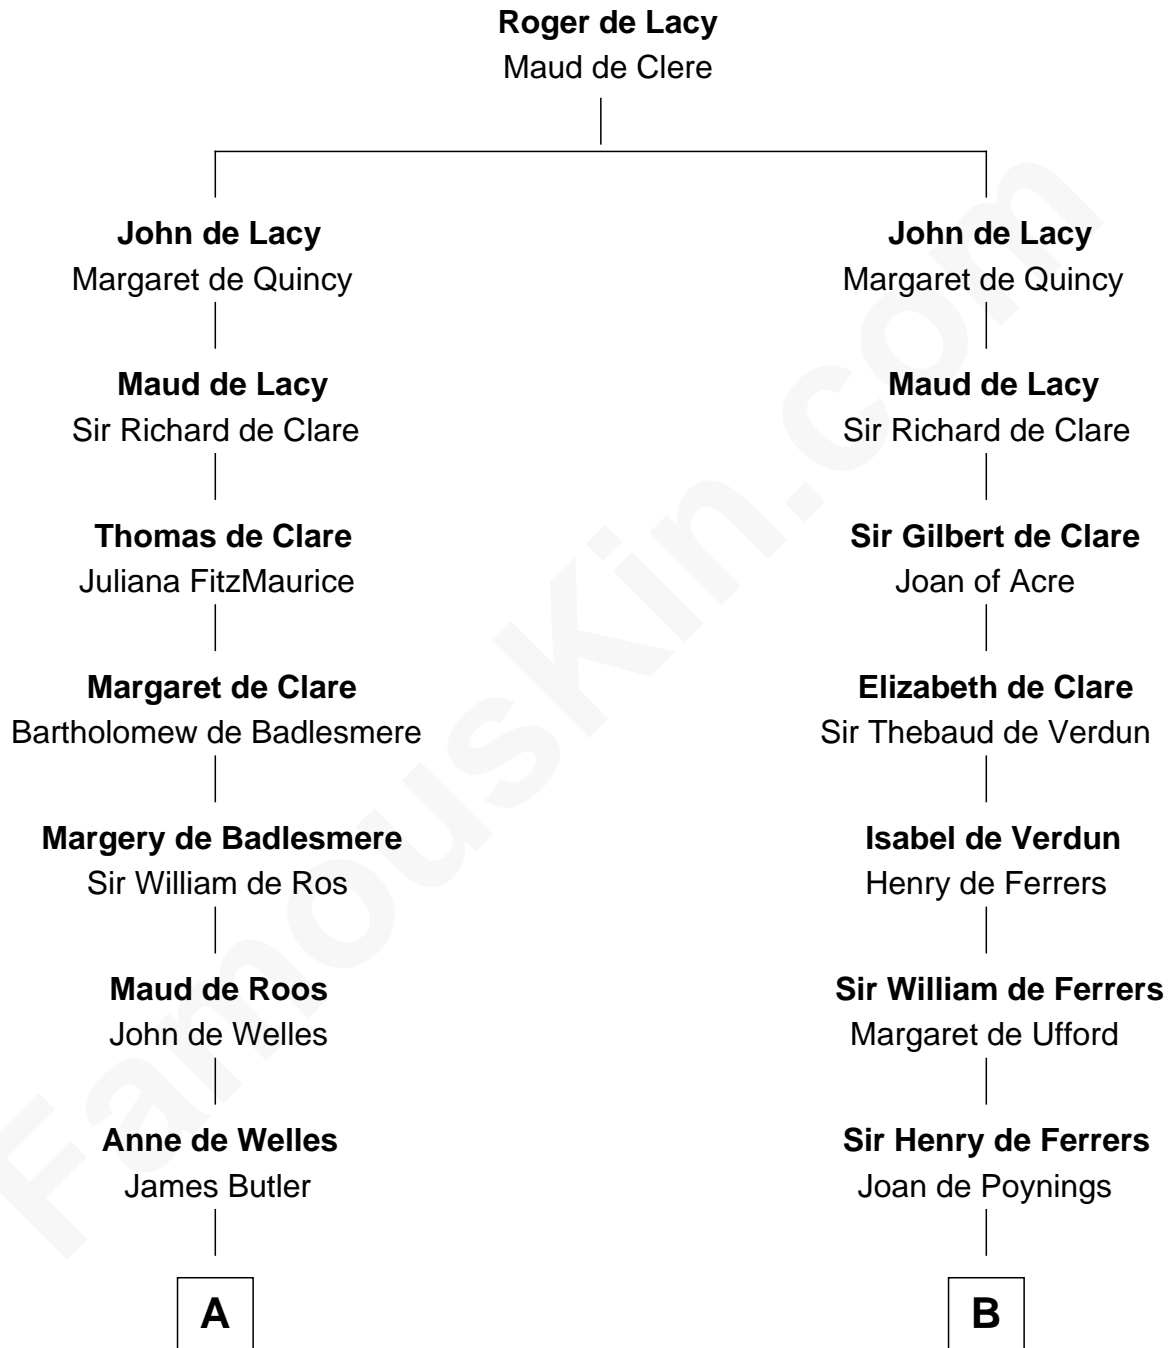 Roger de Lacy
Maud de Clere
John de Lacy
Margaret de Quincy
Maud de Lacy
Sir Richard de Clare
Thomas de Clare
Juliana FitzMaurice
Margaret de Clare
Bartholomew de Badlesmere
Margery de Badlesmere
Sir William de Ros
Maud de Roos
John de Welles
Anne de Welles
James Butler
A
John de Lacy
Margaret de Quincy
Maud de Lacy
Sir Richard de Clare
Sir Gilbert de Clare
Joan of Acre
Elizabeth de Clare
Sir Thebaud de Verdun
Isabel de Verdun
Henry de Ferrers
Sir William de Ferrers
Margaret de Ufford
Sir Henry de Ferrers
Joan de Poynings
B
FamousKin.com